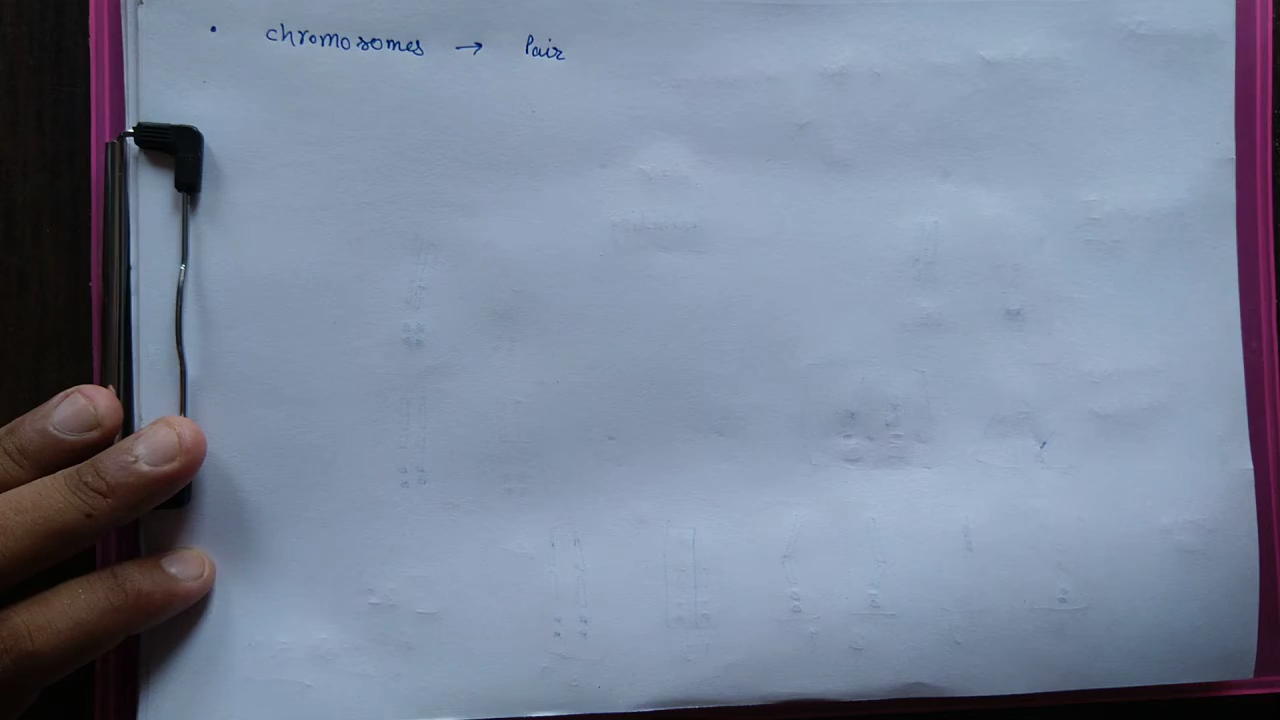 • chromosomes → Pair